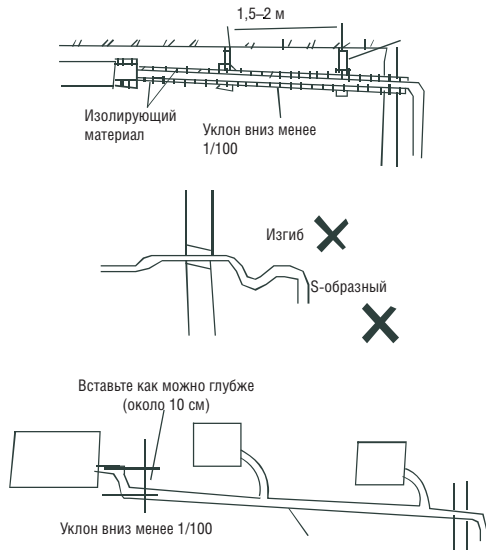 1,5–2 м
Изолирующий
материал
Уклон вниз менее
1/100
Изгиб
S-образный
Вставьте как можно глубже
(около 10 см)
Уклон вниз менее 1/100